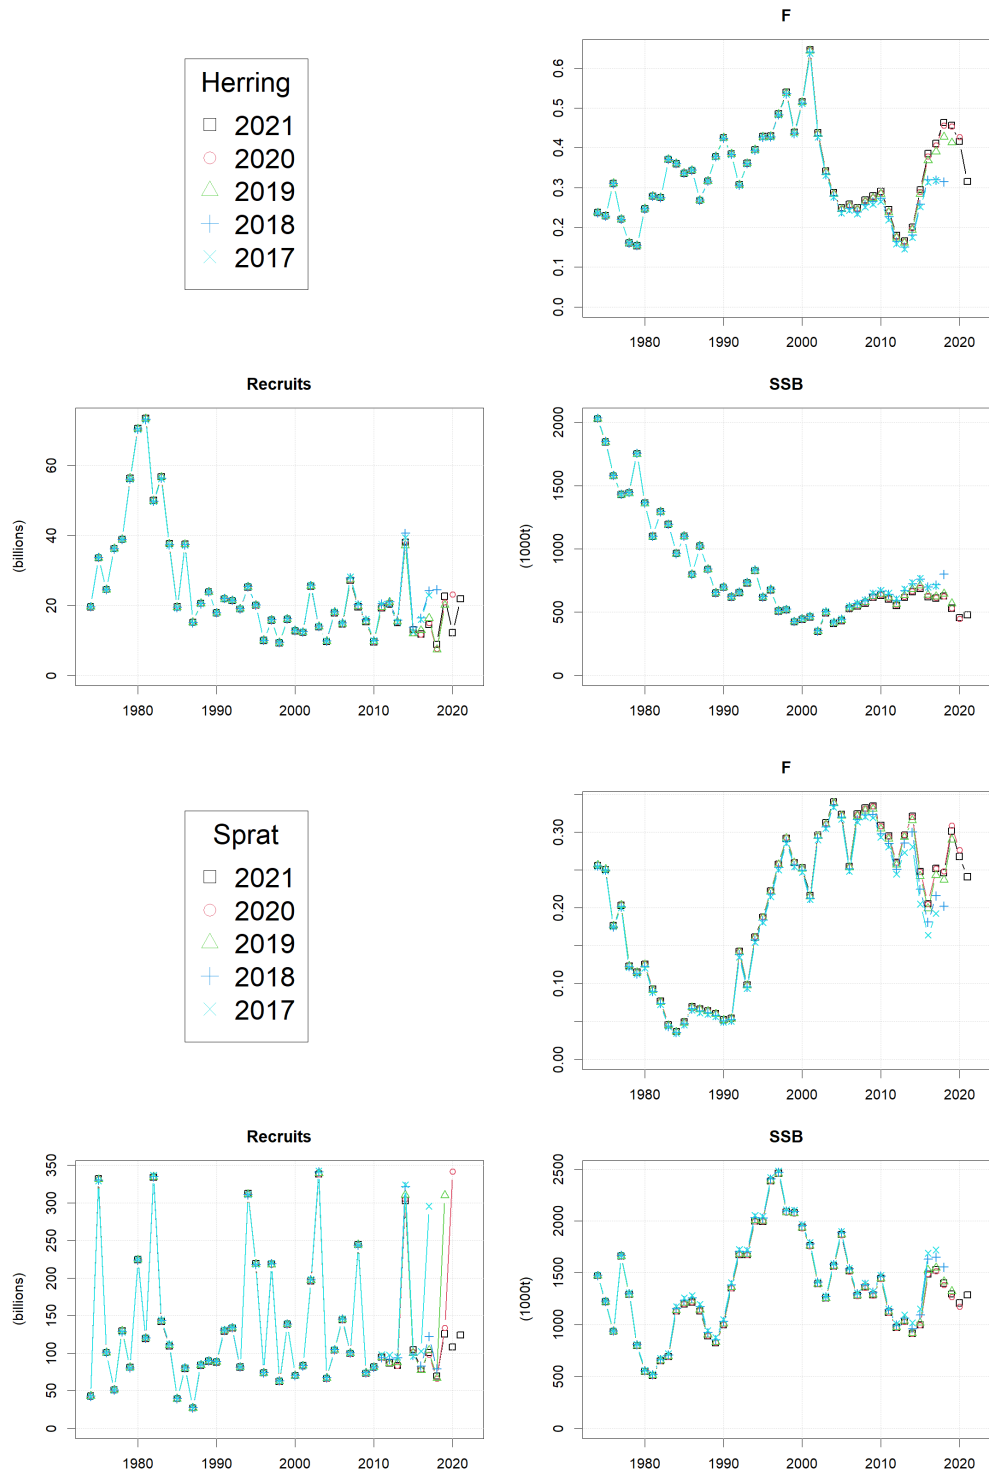 F
Herring
2021
2020
2019
2018
2017
0.6
0.5
0.4
0.3
0.2
0.1
0.0
1980 1990 2000 2010 2020
Recruits
(billions)
60
40
20
0
1980 1990 2000 2010 2020
SSB
(1000t)
2000
1500
1000
500
0
1980 1990 2000 2010 2020
F
Sprat
2021
2020
2019
2018
2017
0.30
0.20
0.10
0.00
1980 1990 2000 2010 2020
Recruits
(billions)
350
300
250
200
150
100
50
0
1980 1990 2000 2010 2020
SSB
(1000t)
2500
2000
1500
1000
500
0
1980 1990 2000 2010 2020